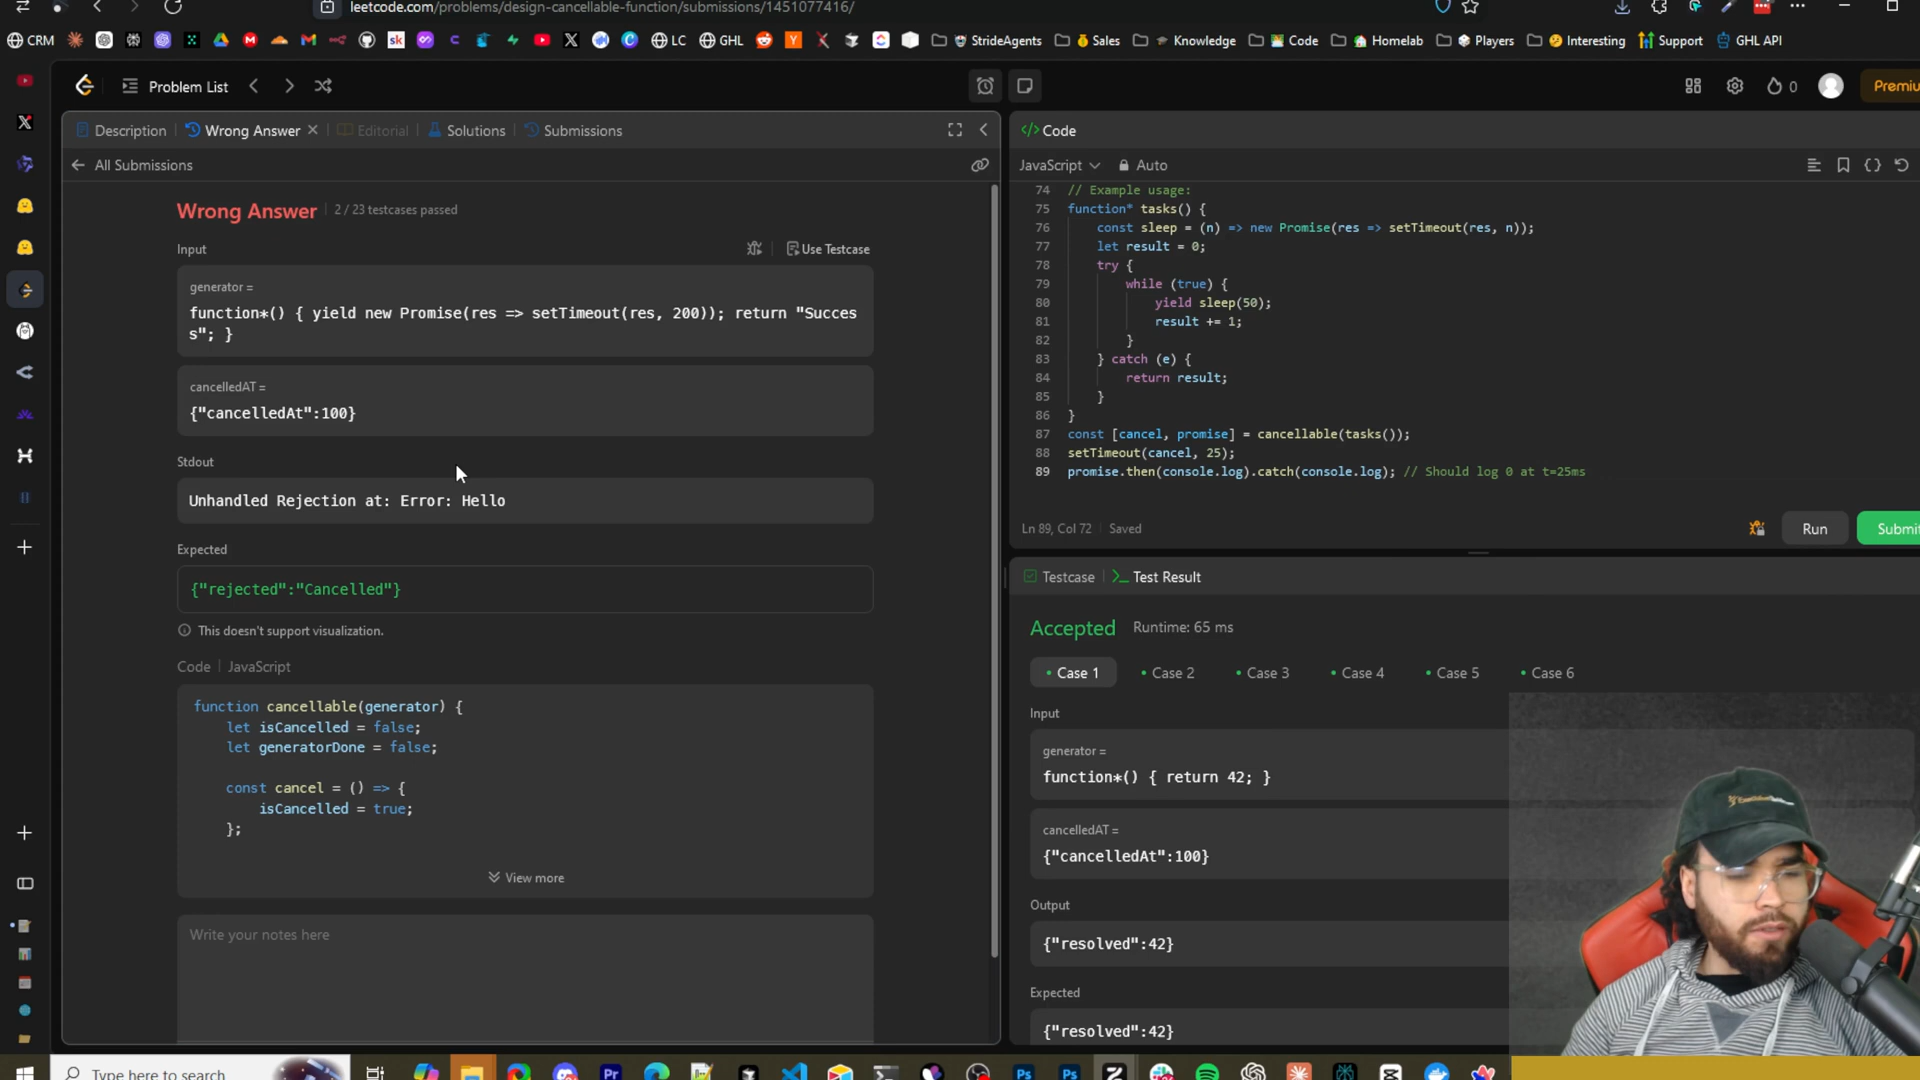 leetcode.com/problems/design-cancellable-function/submissions/1451077416/
CRM
LC
GHL
StrideAgents
Sales
Knowledge
Code
Homelab
Players
Interesting
Support
GHL API
Problem List
0
Premiu
Description
Wrong Answer
Editorial
Solutions
Submissions
All Submissions
Wrong Answer
2 / 23 testcases passed
Input
Use Testcase
generator =
function*() { yield new Promise(res => setTimeout(res, 200)); return "Succes
s"; }
cancelledAT =
{"cancelledAt":100}
Stdout
Unhandled Rejection at: Error: Hello
Expected
{"rejected":"Cancelled"}
This doesn't support visualization.
Code | JavaScript
function cancellable(generator) {
let isCancelled = false;
let generatorDone = false;
const cancel = () => {
isCancelled = true;
};
View more
Write your notes here
</> Code
JavaScript
Auto
74 // Example usage:
75 function* tasks() {
76 const sleep = (n) => new Promise(res => setTimeout(res, n));
77 let result = 0;
78 try {
79 while (true) {
80 yield sleep(50);
81 result += 1;
82 }
83 } catch (e) {
84 return result;
85 }
86 }
87 const [cancel, promise] = cancellable(tasks());
88 setTimeout(cancel, 25);
89 promise.then(console.log).catch(console.log); // Should log 0 at t=25ms
Ln 89, Col 72 | Saved
Run
Submit
Testcase
Test Result
Accepted
Runtime: 65 ms
Case 1
Case 2
Case 3
Case 4
Case 5
Case 6
Input
generator =
function*() { return 42; }
cancelledAT =
{"cancelledAt":100}
Output
{"resolved":42}
Expected
{"resolved":42}
Type here to search